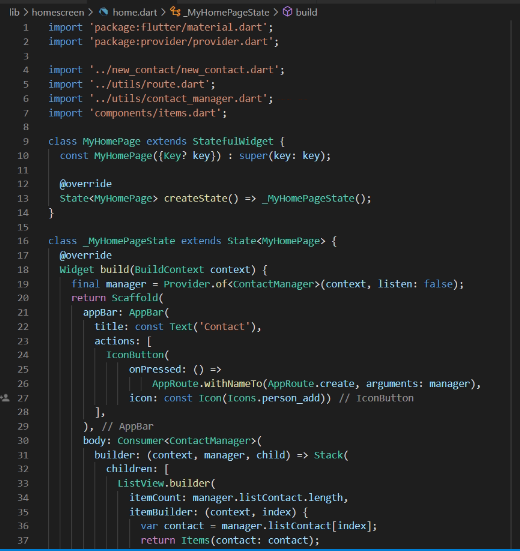 lib > homescreen > home.dart > _MyHomePageState > build
1 import 'package:flutter/material.dart';
2 import 'package:provider/provider.dart';
3
4 import '../new_contact/new_contact.dart';
5 import '../utils/route.dart';
6 import '../utils/contact_manager.dart';
7 import 'components/items.dart';
8
9 class MyHomePage extends StatefulWidget {
10   const MyHomePage({Key? key}) : super(key: key);
11
12   @override
13   State<MyHomePage> createState() => _MyHomePageState();
14 }
15
16 class _MyHomePageState extends State<MyHomePage> {
17   @override
18   Widget build(BuildContext context) {
19     final manager = Provider.of<ContactManager>(context, listen: false);
20     return Scaffold(
21       appBar: AppBar(
22         title: const Text('Contact'),
23         actions: [
24           IconButton(
25               onPressed: () =>
26                   AppRoute.withNameTo(AppRoute.create, arguments: manager),
27               icon: const Icon(Icons.person_add)) // IconButton
28         ],
29       ), // AppBar
30       body: Consumer<ContactManager>(
31         builder: (context, manager, child) => Stack(
32           children: [
33             ListView.builder(
34               itemCount: manager.listContact.length,
35               itemBuilder: (context, index) {
36                 var contact = manager.listContact[index];
37                 return Items(contact: contact);